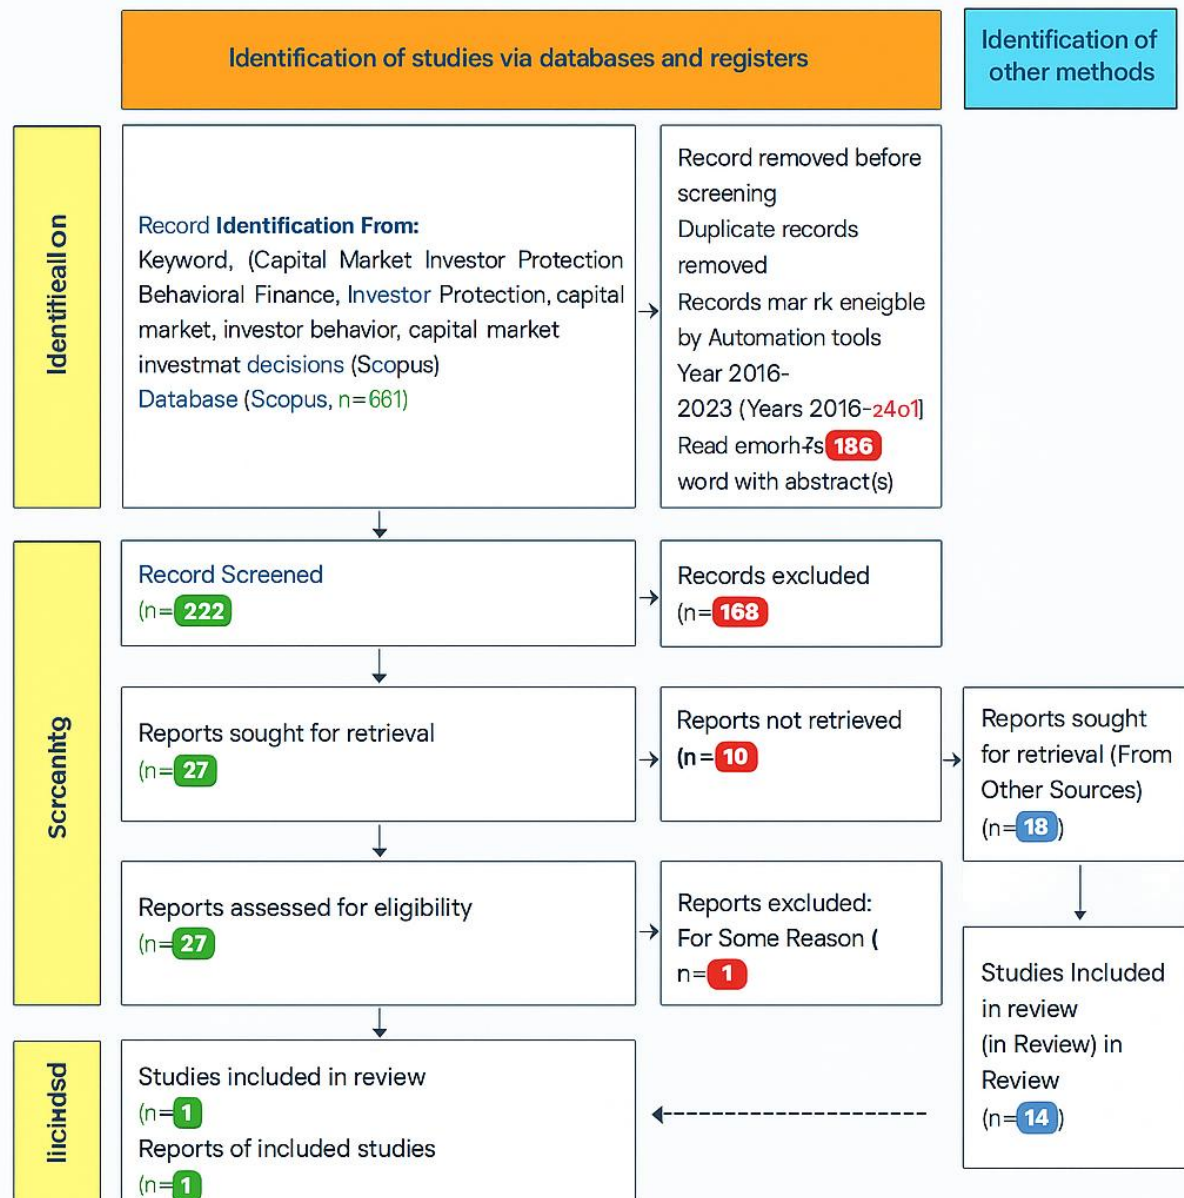 Identification of studies via databases and registers
Identification of
other methods
Identifieallon
Record Identification From:
Keyword, (Capital Market Investor Protection
Behavioral Finance, Investor Protection, capital
market, investor behavior, capital market
investmat decisions (Scopus)
Database (Scopus, n=661)
Record removed before
screening
Duplicate records
removed
Records mar rk eneigble
by Automation tools
Year 2016-
2023 (Years 2016-2401]
Read 186
word with abstract(s)
Record Screened
(n=222
Records excluded
(n=168
Scrcanhtg
Reports sought for retrieval
(n=27
Reports not retrieved
(n=10
Reports sought
for retrieval (From
Other Sources)
(n=18)
Reports assessed for eligibility
(n=27
Reports excluded:
For Some Reason (
n=1
Studies Included
in review
(in Review) in
Review
(n=14)
Studies included in review
(n=1
Reports of included studies
(n=1